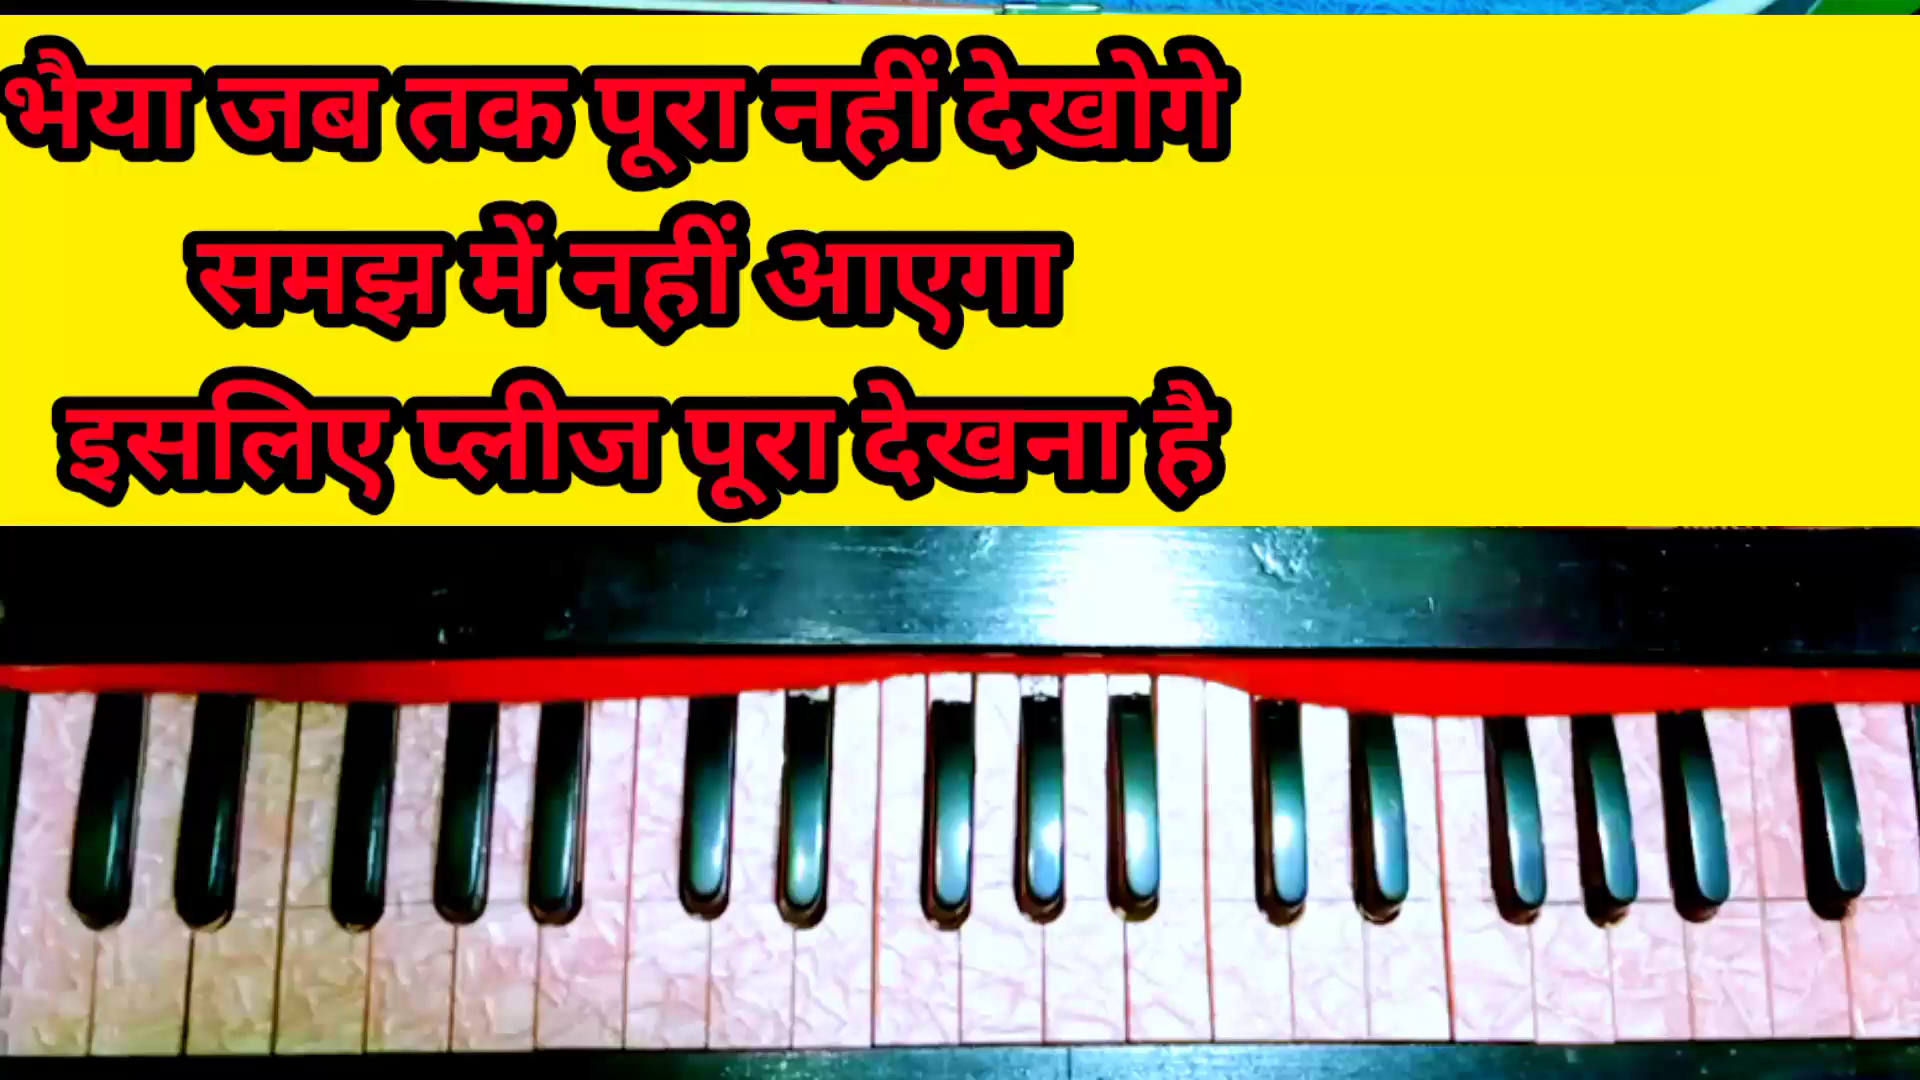 भैया जब तक पूरा नहीं देखोगे
समझ में नहीं आएगा
इसलिए प्लीज पूरा देखना है